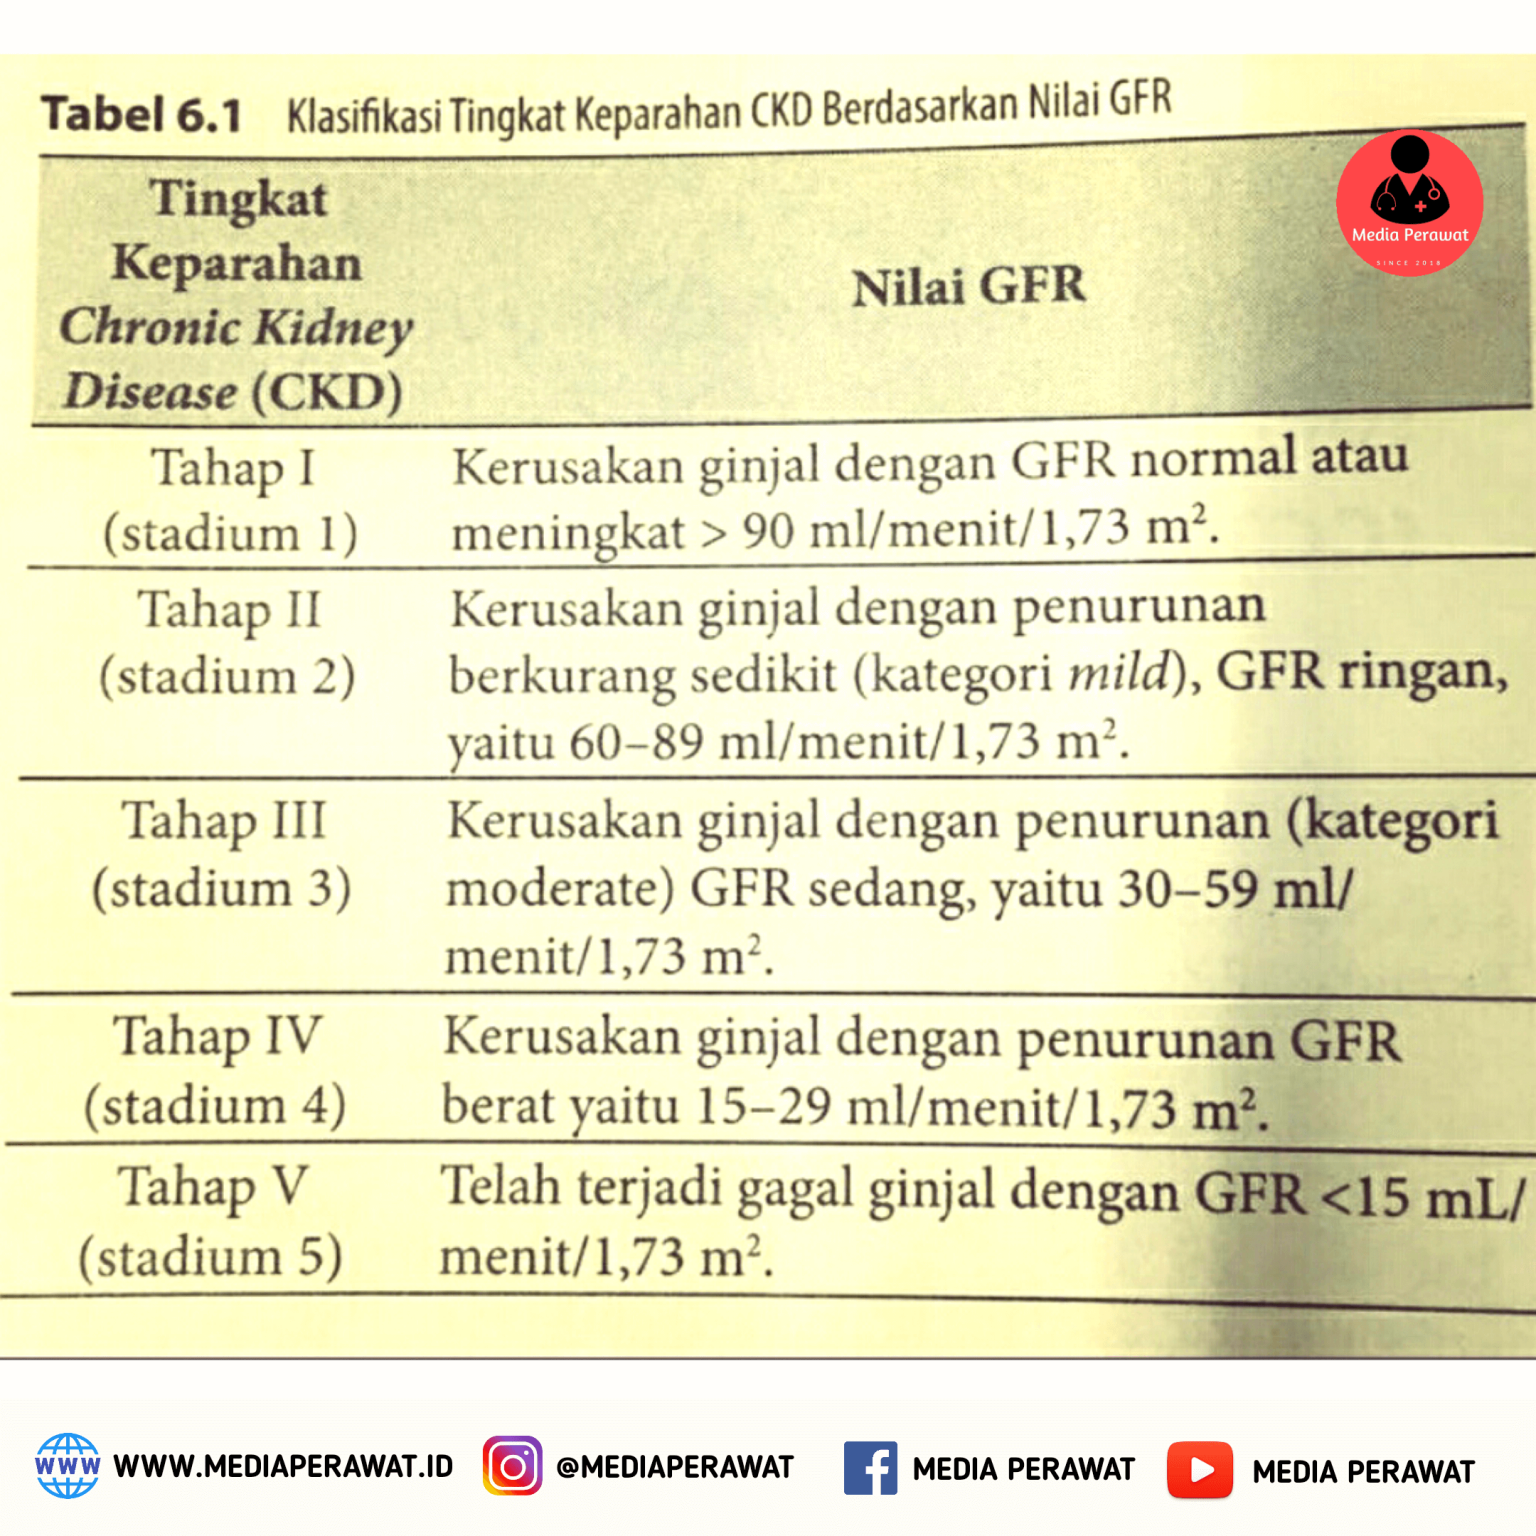 Tabel 6.1 Klasifikasi Tingkat Keparahan CKD Berdasarkan Nilai GFR
Media Perawat
SINCE 2018
Tingkat
Keparahan
Chronic Kidney
Disease (CKD)
Nilai GFR
Tahap I
(stadium 1)
Kerusakan ginjal dengan GFR normal atau
meningkat > 90 ml/menit/1,73 m².
Tahap II
(stadium 2)
Kerusakan ginjal dengan penurunan
berkurang sedikit (kategori mild), GFR ringan,
yaitu 60–89 ml/menit/1,73 m².
Tahap III
(stadium 3)
Kerusakan ginjal dengan penurunan (kategori
moderate) GFR sedang, yaitu 30–59 ml/
menit/1,73 m².
Tahap IV
(stadium 4)
Kerusakan ginjal dengan penurunan GFR
berat yaitu 15–29 ml/menit/1,73 m².
Tahap V
(stadium 5)
Telah terjadi gagal ginjal dengan GFR <15 mL/
menit/1,73 m².
WWW WWW.MEDIAPERAWAT.ID @MEDIAPERAWAT MEDIA PERAWAT MEDIA PERAWAT